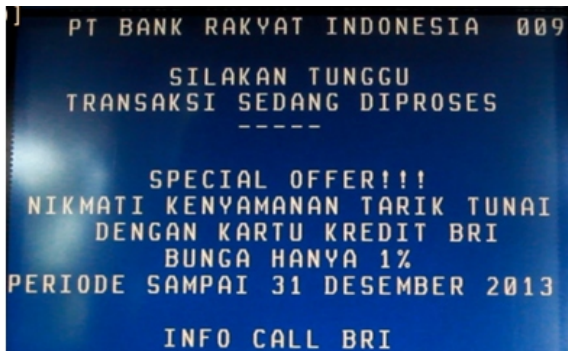 PT BANK RAKYAT INDONESIA 009
SILAKAN TUNGGU
TRANSAKSI SEDANG DIPROSES
-----
SPECIAL OFFER!!!
NIKMATI KENYAMANAN TARIK TUNAI
DENGAN KARTU KREDIT BRI
BUNGA HANYA 1%
PERIODE SAMPAI 31 DESEMBER 2013
INFO CALL BRI